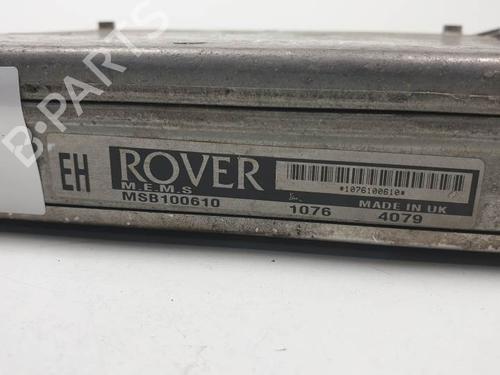 B-PARTS
EH
ROVER
M.E.M.S
MSB100610
*1076100610*
1076
MADE IN UK
4079